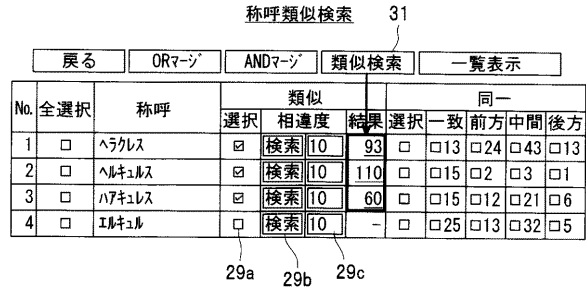 称呼類似検索 31
戻る ORマージ ANDマージ 類似検索 一覧表示
No. 全選択 称呼 類似 同一
選択 相違度 結果 選択 一致 前方 中間 後方
1 □ ヘラクレス ☑ 検索 10 93 □ □13 □24 □43 □13
2 □ ヘルキュルス ☑ 検索 10 110 □ □15 □2 □3 □1
3 □ ハアキュレス ☑ 検索 10 60 □ □15 □12 □21 □6
4 □ エルキュル □ 検索 10 - □ □25 □13 □32 □5
29a 29b 29c